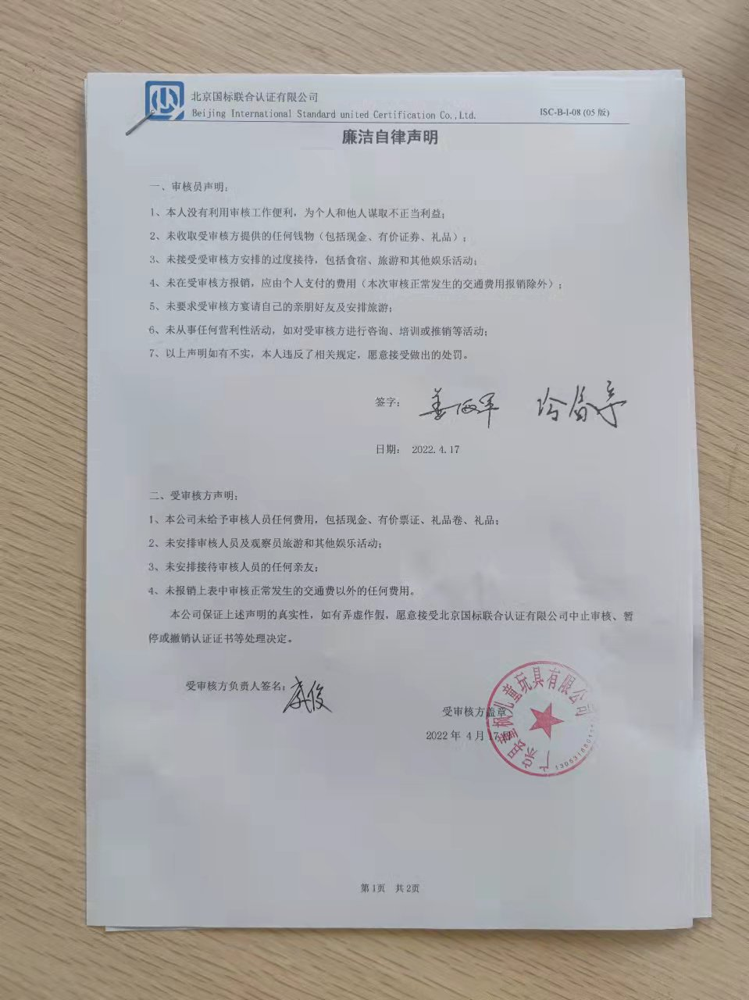 北京国标联合认证有限公司
Beijing International Standard united Certification Co.,Ltd.
ISC-B-I-08 (05 版)
廉洁自律声明
一、审核员声明：
1、本人没有利用审核工作便利，为个人和他人谋取不正当利益；
2、未收取受审核方提供的任何钱物（包括现金、有价证券、礼品）；
3、未接受受审核方安排的过度接待，包括食宿、旅游和其他娱乐活动；
4、未在受审核方报销，应由个人支付的费用（本次审核正常发生的交通费用报销除外）；
5、未要求受审核方宴请自己的亲朋好友及安排旅游；
6、未从事任何营利性活动，如对受审核方进行咨询、培训或推销等活动；
7、以上声明如有不实，本人违反了相关规定，愿意接受做出的处罚。
签字：
日期： 2022.4.17
二、受审核方声明：
1、本公司未给予审核人员任何费用，包括现金、有价票证、礼品卷、礼品；
2、未安排审核人员及观察员旅游和其他娱乐活动；
3、未安排接待审核人员的任何亲友；
4、未报销上表中审核正常发生的交通费以外的任何费用。
本公司保证上述声明的真实性，如有弄虚作假，愿意接受北京国标联合认证有限公司中止审核、暂
停或撤销认证证书等处理决定。
受审核方负责人签名：
受审核方盖章
2022 年 4 月 17 日
儿童玩具有限公司
第 1页 共 2页